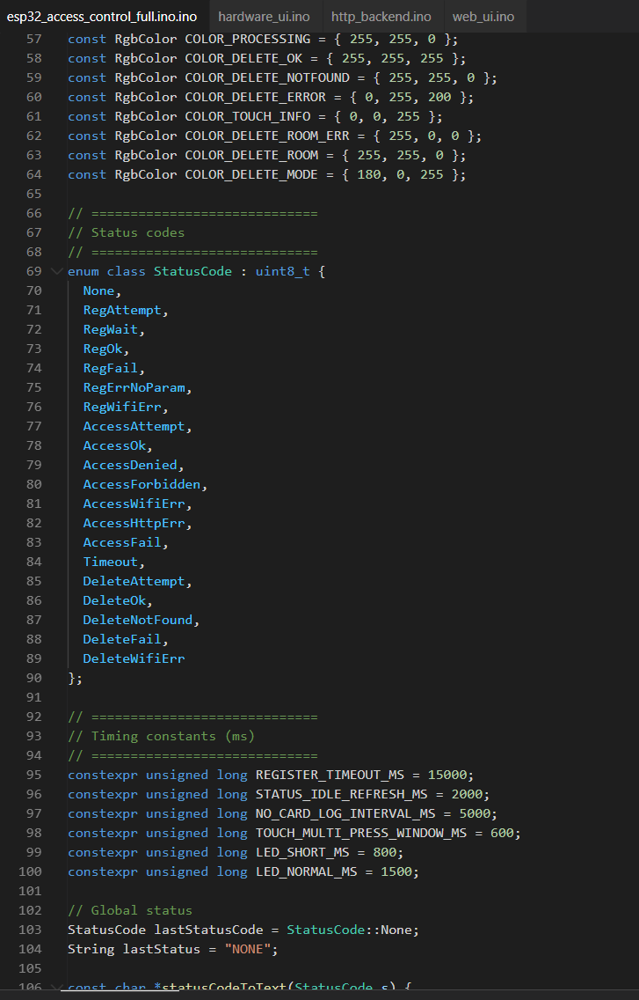 esp32_access_control_full.ino.ino hardware_ui.ino http_backend.ino web_ui.ino
57 const RgbColor COLOR_PROCESSING = { 255, 255, 0 };
58 const RgbColor COLOR_DELETE_OK = { 255, 255, 255 };
59 const RgbColor COLOR_DELETE_NOTFOUND = { 255, 255, 0 };
60 const RgbColor COLOR_DELETE_ERROR = { 0, 255, 200 };
61 const RgbColor COLOR_TOUCH_INFO = { 0, 0, 255 };
62 const RgbColor COLOR_DELETE_ROOM_ERR = { 255, 0, 0 };
63 const RgbColor COLOR_DELETE_ROOM = { 255, 255, 0 };
64 const RgbColor COLOR_DELETE_MODE = { 180, 0, 255 };
65
66 // =============================
67 // Status codes
68 // =============================
69 enum class StatusCode : uint8_t {
70 None,
71 RegAttempt,
72 RegWait,
73 RegOk,
74 RegFail,
75 RegErrNoParam,
76 RegWifiErr,
77 AccessAttempt,
78 AccessOk,
79 AccessDenied,
80 AccessForbidden,
81 AccessWifiErr,
82 AccessHttpErr,
83 AccessFail,
84 Timeout,
85 DeleteAttempt,
86 DeleteOk,
87 DeleteNotFound,
88 DeleteFail,
89 DeleteWifiErr
90 };
91
92 // =============================
93 // Timing constants (ms)
94 // =============================
95 constexpr unsigned long REGISTER_TIMEOUT_MS = 15000;
96 constexpr unsigned long STATUS_IDLE_REFRESH_MS = 2000;
97 constexpr unsigned long NO_CARD_LOG_INTERVAL_MS = 5000;
98 constexpr unsigned long TOUCH_MULTI_PRESS_WINDOW_MS = 600;
99 constexpr unsigned long LED_SHORT_MS = 800;
100 constexpr unsigned long LED_NORMAL_MS = 1500;
101
102 // Global status
103 StatusCode lastStatusCode = StatusCode::None;
104 String lastStatus = "NONE";
105
106 const char *statusCodeToText(StatusCode s) {